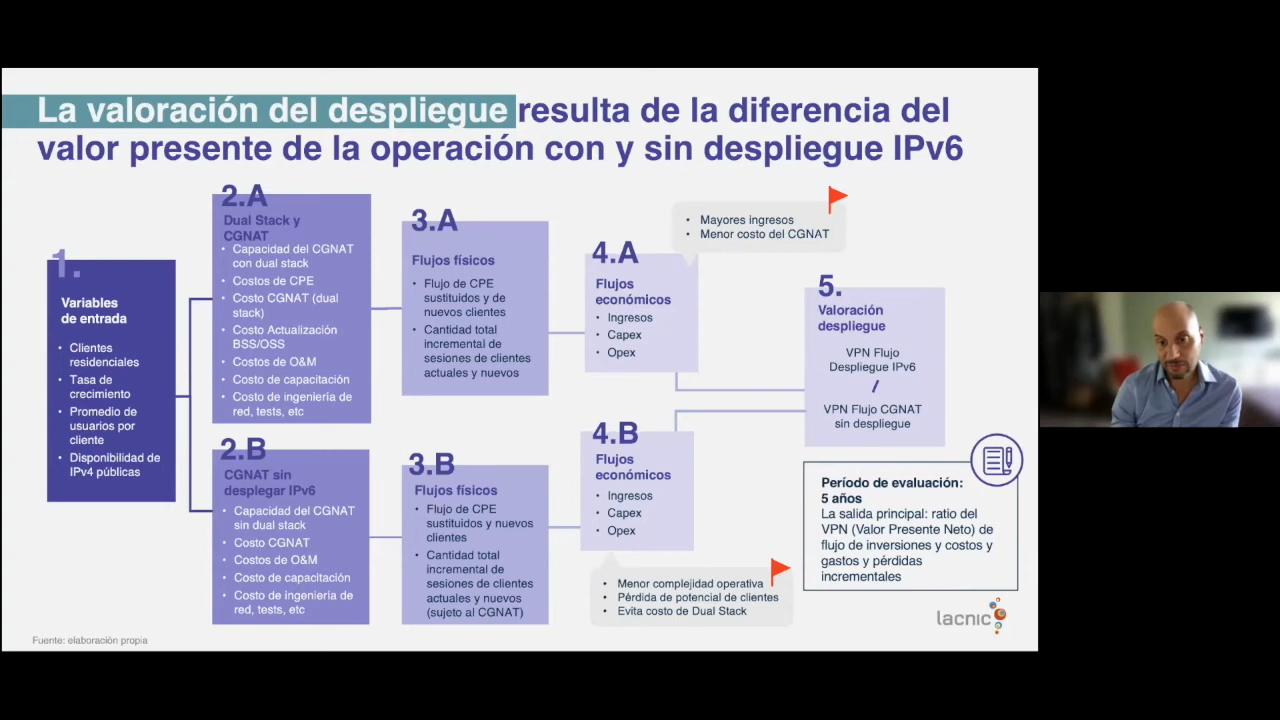 La valoración del despliegue resulta de la diferencia del
valor presente de la operación con y sin despliegue IPv6
1.
Variables
de entrada
• Clientes
residenciales
• Tasa de
crecimiento
• Promedio de
usuarios por
cliente
• Disponibilidad de
IPv4 públicas
2.A
Dual Stack y
CGNAT
• Capacidad del CGNAT
con dual stack
• Costos de CPE
• Costo CGNAT (dual
stack)
• Costo Actualización
BSS/OSS
• Costos de O&M
• Costo de capacitación
• Costo de ingeniería de
red, tests, etc
2.B
CGNAT sin
desplegar IPv6
• Capacidad del CGNAT
sin dual stack
• Costo CGNAT
• Costos de O&M
• Costo de capacitación
• Costo de ingeniería de
red, tests, etc
3.A
Flujos físicos
• Flujo de CPE
sustituidos y de
nuevos clientes
• Cantidad total
incremental de
sesiones de clientes
actuales y nuevos
3.B
Flujos físicos
• Flujo de CPE
sustituidos y nuevos
clientes
• Cantidad total
incremental de
sesiones de clientes
actuales y nuevos
(sujeto al CGNAT)
• Mayores ingresos
• Menor costo del CGNAT
4.A
Flujos
económicos
• Ingresos
• Capex
• Opex
4.B
Flujos
económicos
• Ingresos
• Capex
• Opex
• Menor complejidad operativa
• Pérdida de potencial de clientes
• Evita costo de Dual Stack
5.
Valoración
despliegue
VPN Flujo
Despliegue IPv6
/
VPN Flujo CGNAT
sin despliegue
Período de evaluación:
5 años
La salida principal: ratio del
VPN (Valor Presente Neto) de
flujo de inversiones y costos y
gastos y pérdidas
incrementales
lacnic
Fuente: elaboración propia